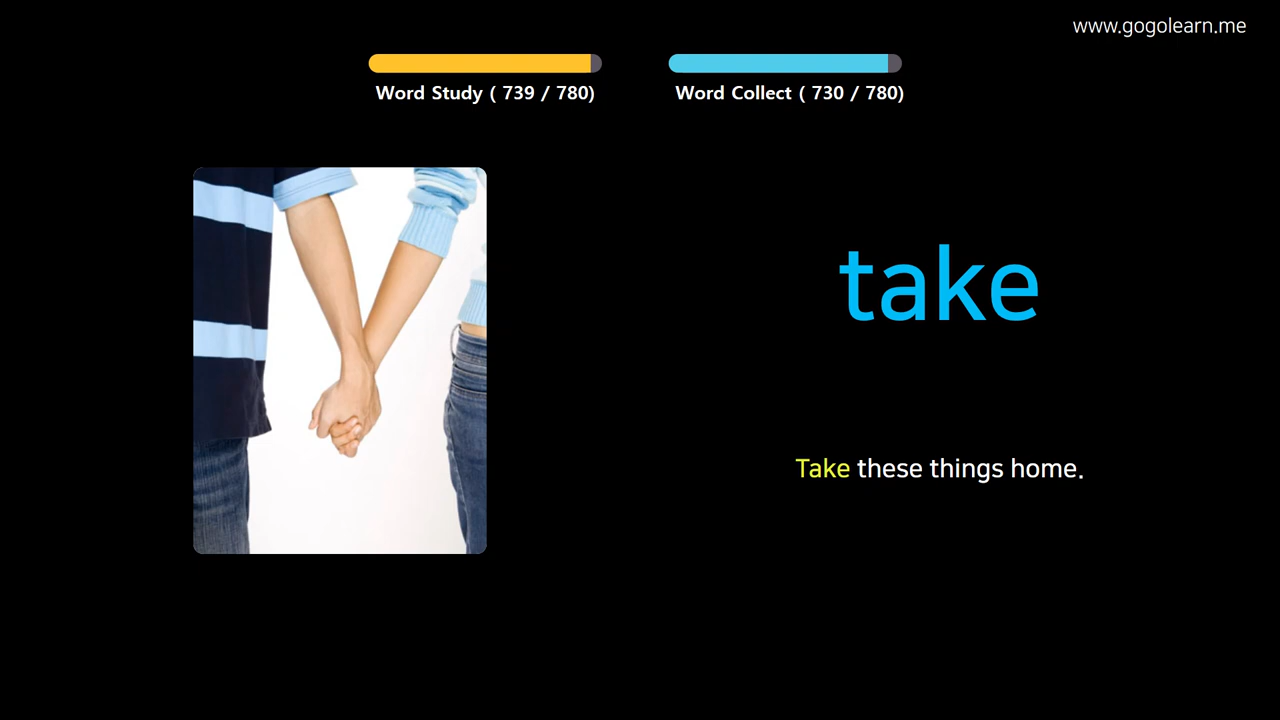 www.gogolearn.me
Word Study ( 739 / 780)
Word Collect ( 730 / 780)
take
Take these things home.